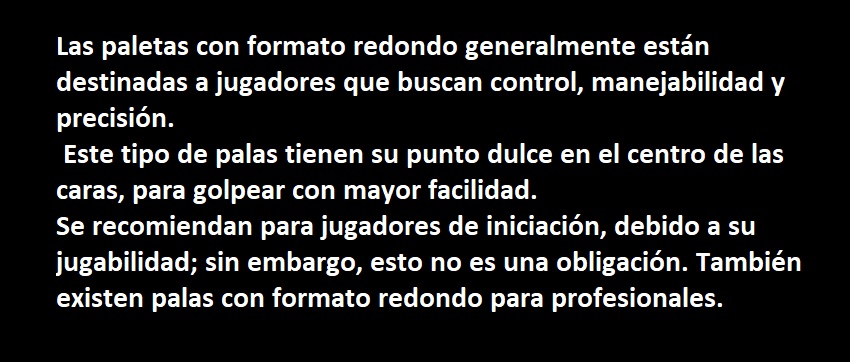 Las paletas con formato redondo generalmente están
destinadas a jugadores que buscan control, manejabilidad y
precisión.
Este tipo de palas tienen su punto dulce en el centro de las
caras, para golpear con mayor facilidad.
Se recomiendan para jugadores de iniciación, debido a su
jugabilidad; sin embargo, esto no es una obligación. También
existen palas con formato redondo para profesionales.